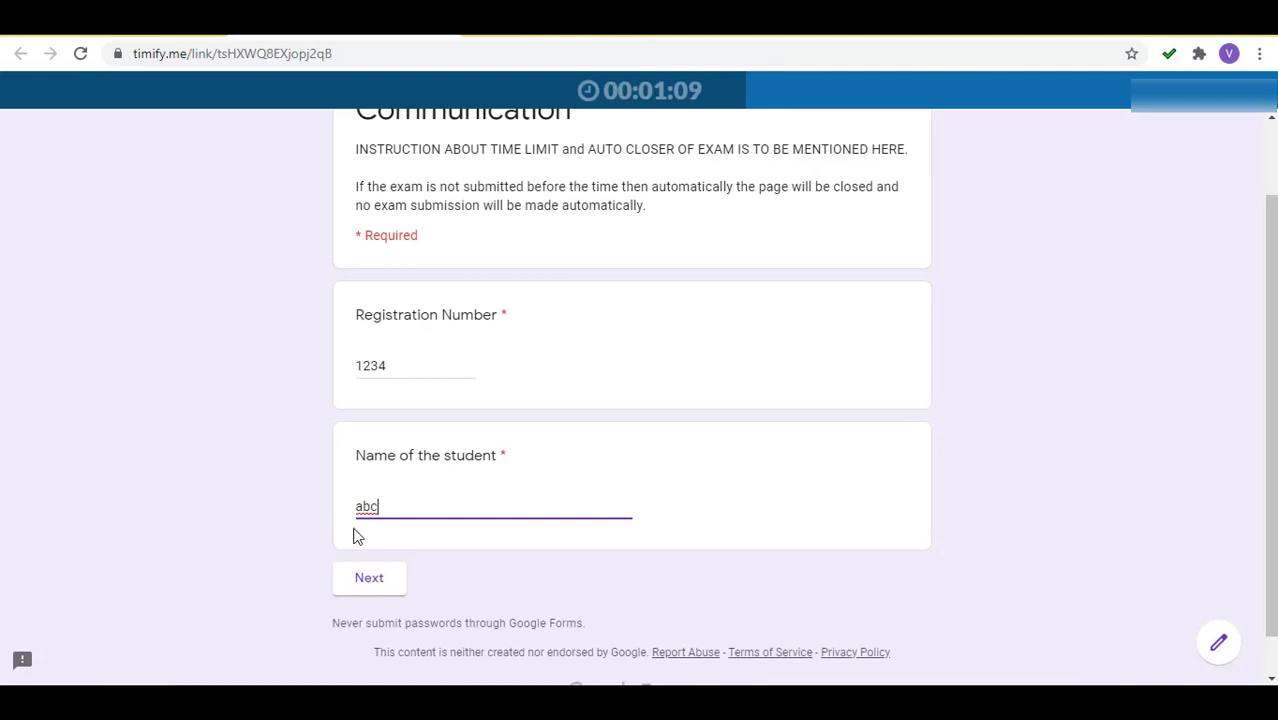 timify.me/link/tsHXWQ8EXjopj2qB
V
00:01:09
Communication
INSTRUCTION ABOUT TIME LIMIT and AUTO CLOSER OF EXAM IS TO BE MENTIONED HERE.
If the exam is not submitted before the time then automatically the page will be closed and
no exam submission will be made automatically.
* Required
Registration Number *
1234
Name of the student *
abc
Next
Never submit passwords through Google Forms.
This content is neither created nor endorsed by Google. Report Abuse - Terms of Service - Privacy Policy